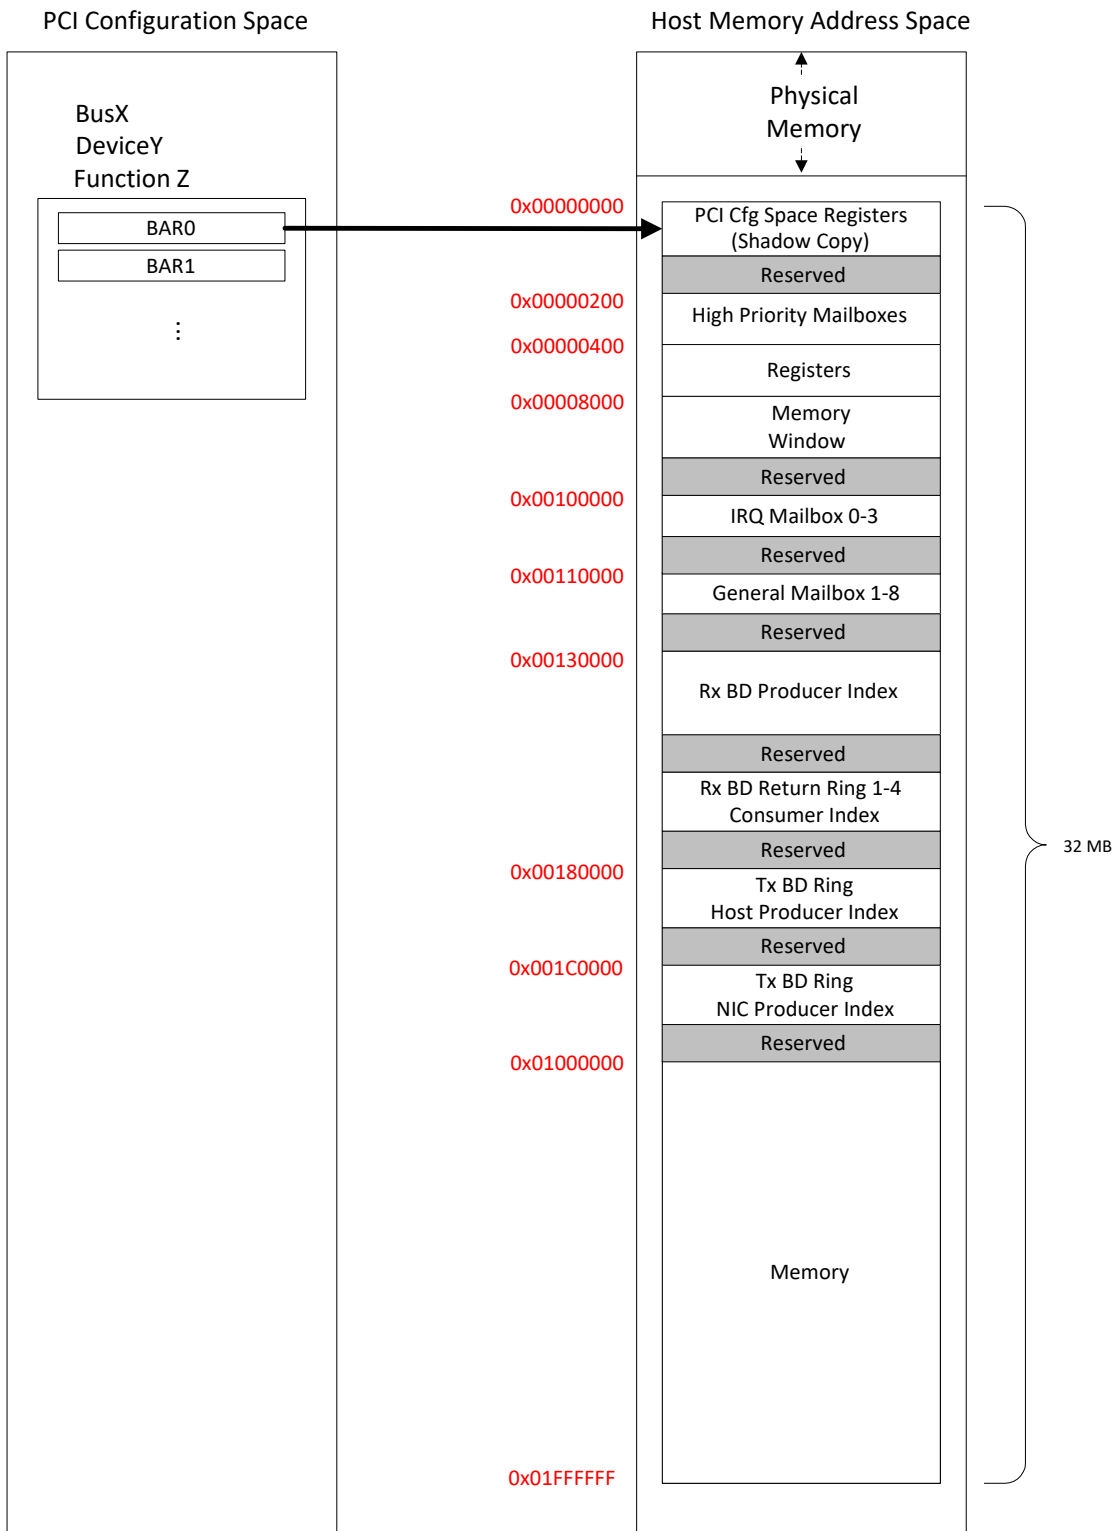 PCI Configuration Space
Host Memory Address Space
BusX
DeviceY
Function Z
BAR0
BAR1
⋮
Physical
Memory
0x00000000
PCI Cfg Space Registers
(Shadow Copy)
Reserved
0x00000200
High Priority Mailboxes
0x00000400
Registers
0x00008000
Memory
Window
Reserved
0x00100000
IRQ Mailbox 0-3
Reserved
0x00110000
General Mailbox 1-8
Reserved
0x00130000
Rx BD Producer Index
Reserved
Rx BD Return Ring 1-4
Consumer Index
Reserved
0x00180000
Tx BD Ring
Host Producer Index
Reserved
0x001C0000
Tx BD Ring
NIC Producer Index
Reserved
0x01000000
Memory
0x01FFFFFF
32 MB